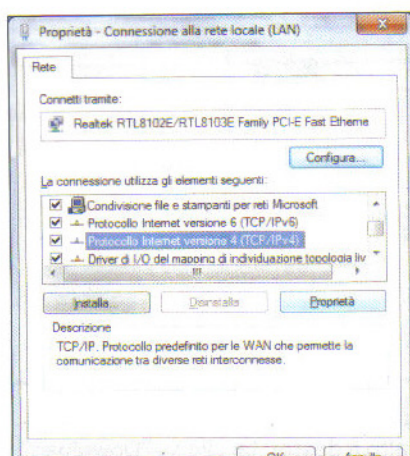 Proprietà - Connessione alla rete locale (LAN)
Rete
Connetti tramite:
Realtek RTL8102E/RTL8103E Family PCI-E Fast Etherne
Configura...
La connessione utilizza gli elementi seguenti:
Condivisione file e stampanti per reti Microsoft
Protocollo Internet versione 6 (TCP/IPv6)
Protocollo Internet versione 4 (TCP/IPv4)
Driver di I/O del mapping di individuazione topologia liv
Installa...
Disinstalla
Proprietà
Descrizione
TCP/IP. Protocollo predefinito per le WAN che permette la
comunicazione tra diverse reti interconnesse.
OK
Annulla